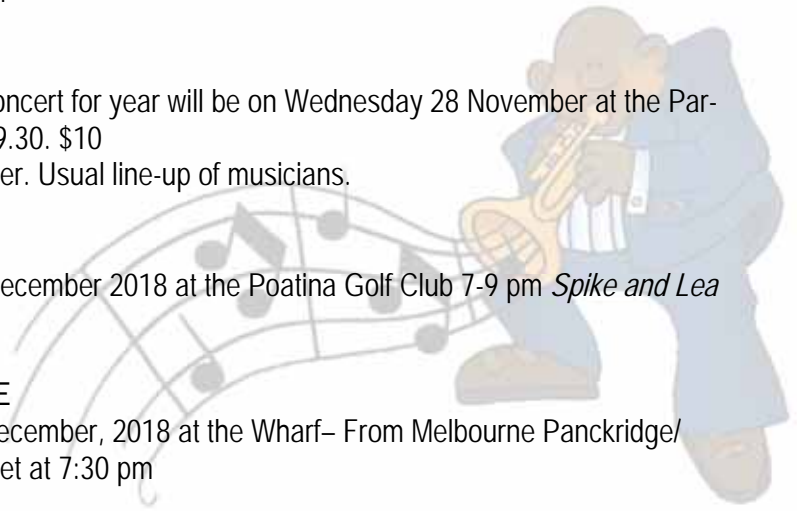 oncert for year will be on Wednesday 28 November at the Par-
9.30. $10
er. Usual line-up of musicians.
ecember 2018 at the Poatina Golf Club 7-9 pm Spike and Lea
E
ecember, 2018 at the Wharf– From Melbourne Panckridge/
et at 7:30 pm